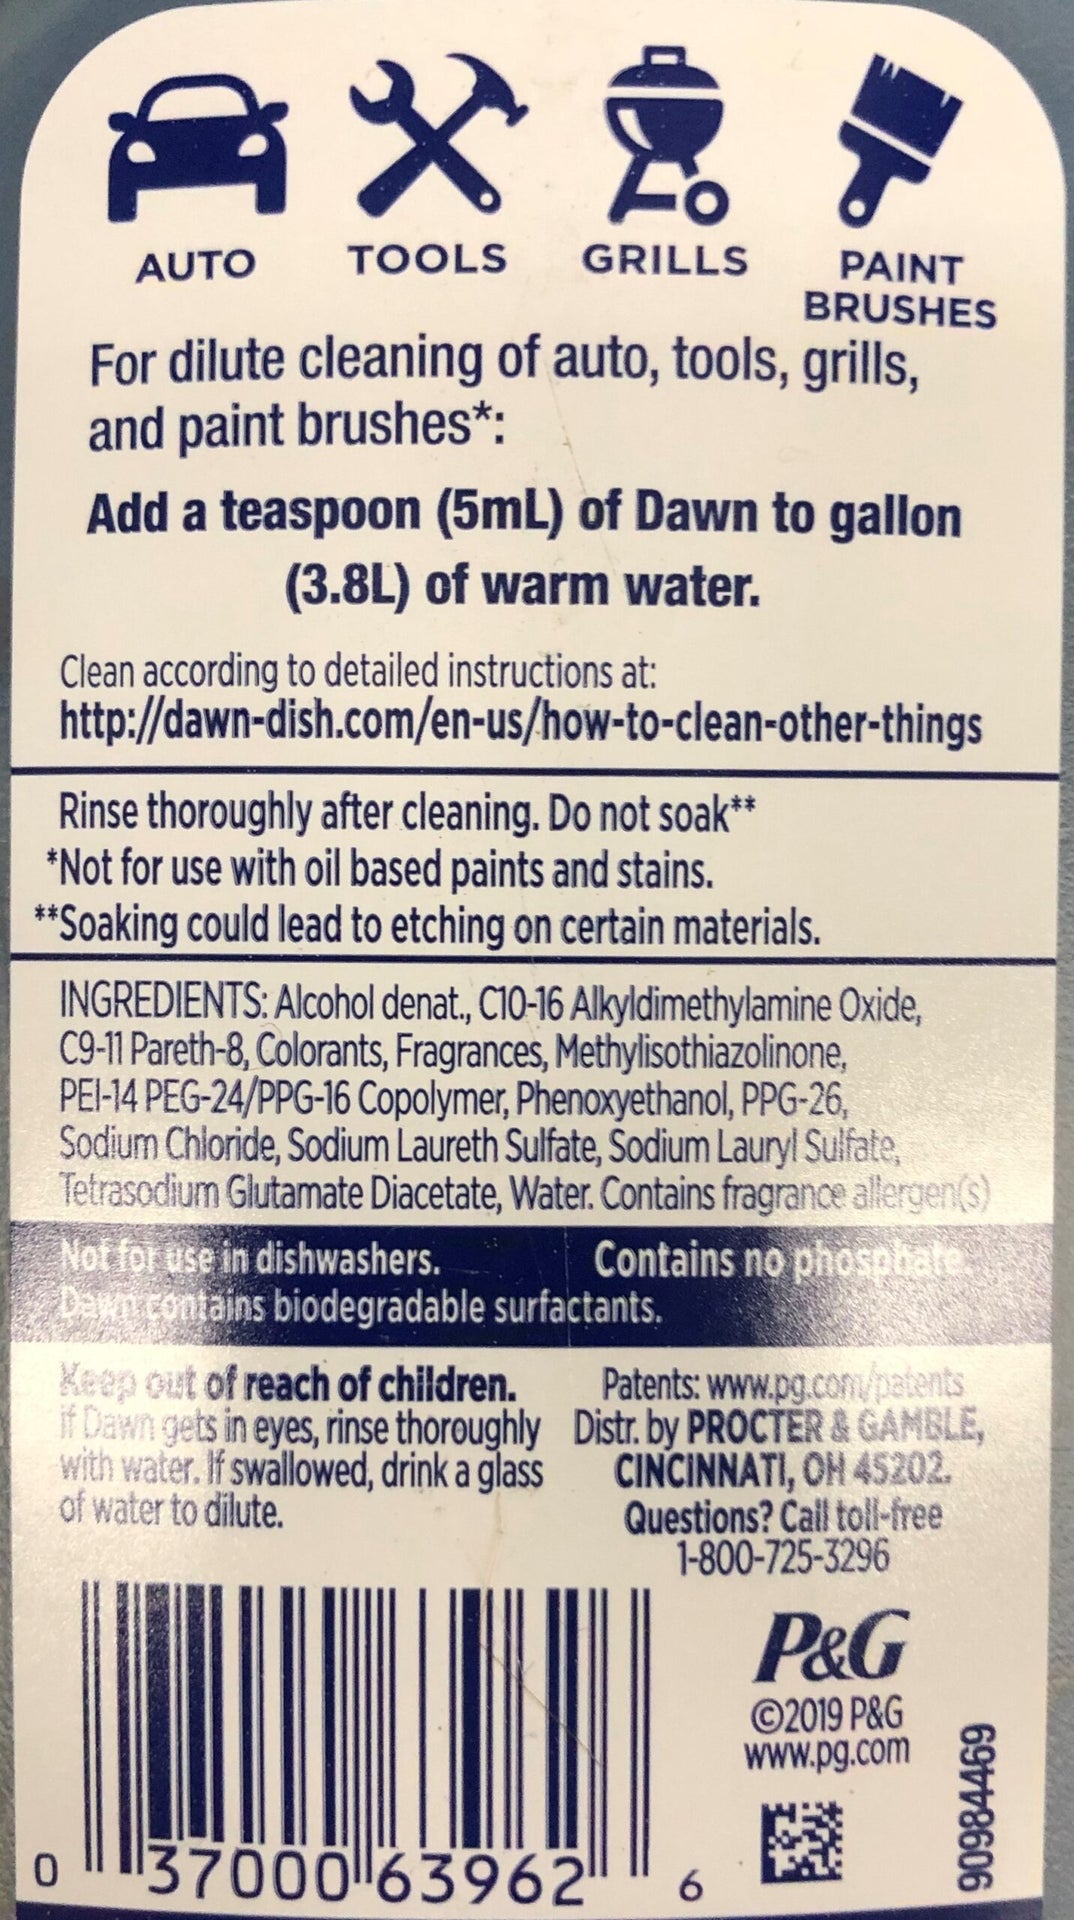 AUTO TOOLS GRILLS PAINT BRUSHES
For dilute cleaning of auto, tools, grills,
and paint brushes*:
Add a teaspoon (5mL) of Dawn to gallon
(3.8L) of warm water.
Clean according to detailed instructions at:
http://dawn-dish.com/en-us/how-to-clean-other-things
Rinse thoroughly after cleaning. Do not soak**
*Not for use with oil based paints and stains.
**Soaking could lead to etching on certain materials.
INGREDIENTS: Alcohol denat., C10-16 Alkyldimethylamine Oxide,
C9-11 Pareth-8, Colorants, Fragrances, Methylisothiazolinone,
PEI-14 PEG-24/PPG-16 Copolymer, Phenoxyethanol, PPG-26,
Sodium Chloride, Sodium Laureth Sulfate, Sodium Lauryl Sulfate,
Tetrasodium Glutamate Diacetate, Water. Contains fragrance allergen(s)
Not for use in dishwashers. Contains no phosphate.
Dawn contains biodegradable surfactants.
Keep out of reach of children.
If Dawn gets in eyes, rinse thoroughly
with water. If swallowed, drink a glass
of water to dilute.
Patents: www.pg.com/patents
Distr. by PROCTER & GAMBLE,
CINCINNATI, OH 45202.
Questions? Call toll-free
1-800-725-3296
P&G
©2019 P&G
www.pg.com
90984469
0 37000 63962 6